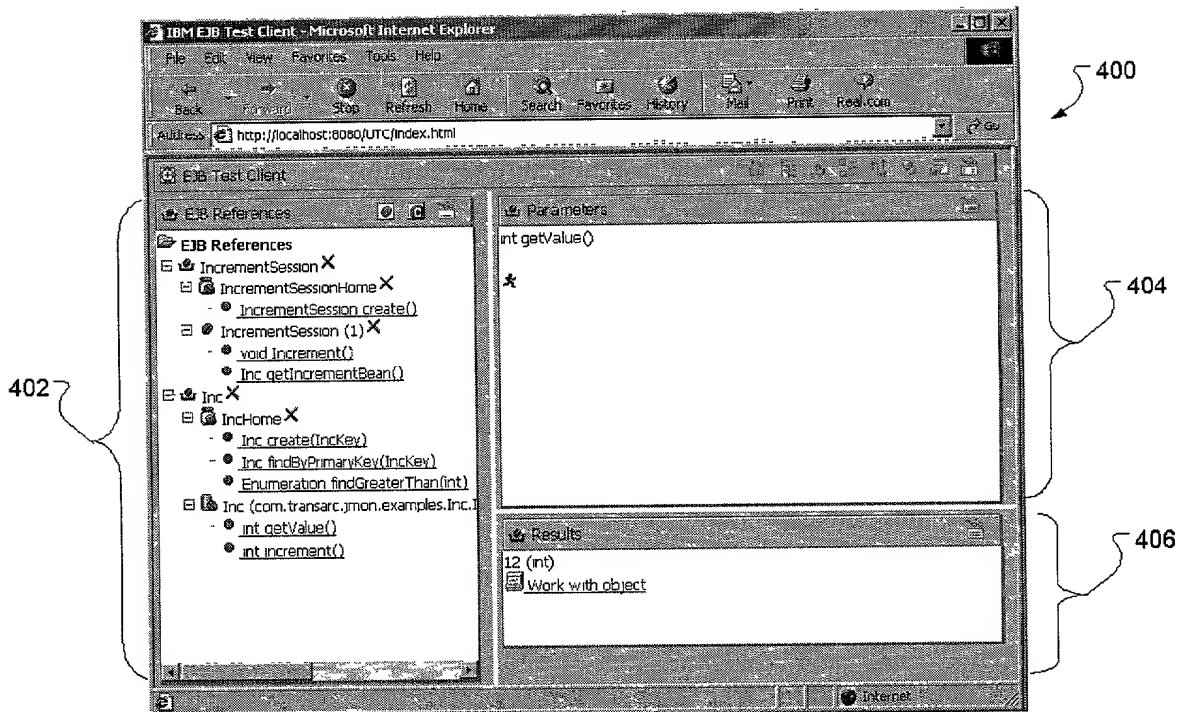 IBM EJB Test Client - Microsoft Internet Explorer
File Edit View Favorites Tools Help
Back Forward Stop Refresh Home Search Favorites History Mail Print Real.com
Address http://localhost:8080/UTC/index.html Go
400
EJB Test Client
EJB References
Parameters
EJB References
int getValue()
IncrementSession
IncrementSessionHome
IncrementSession create()
IncrementSession (1)
void Increment()
Inc getIncrementBean()
404
402
Inc
IncHome
Inc create(IncKey)
Inc findByPrimaryKey(IncKey)
Enumeration findGreaterThan(int)
Inc (com.transarc.jmon.examples.Inc.I
int getValue()
int increment()
Results
12 (int)
Work with object
406
Internet